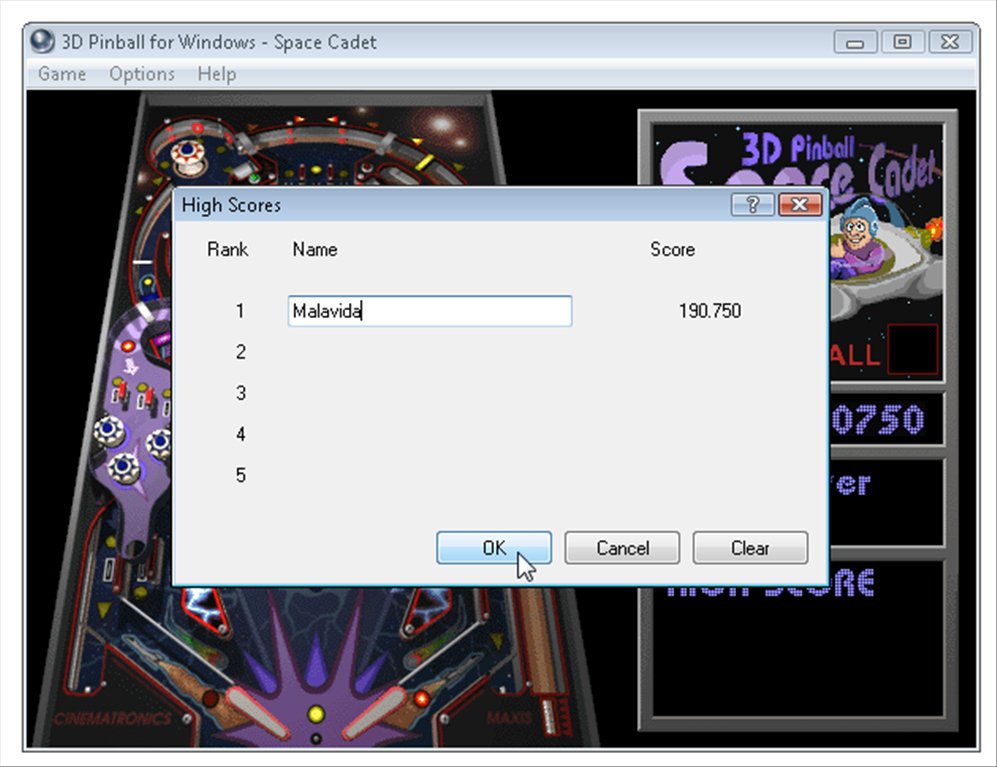 3D Pinball for Windows - Space Cadet
Game Options Help
3D Pinball
Space Cadet
High Scores
Rank Name Score
1 Malavida 190.750
2
3
4
5
OK Cancel Clear
ALL
0750
er
HIGH SCORE
CINEMATRONICS
MAXIS